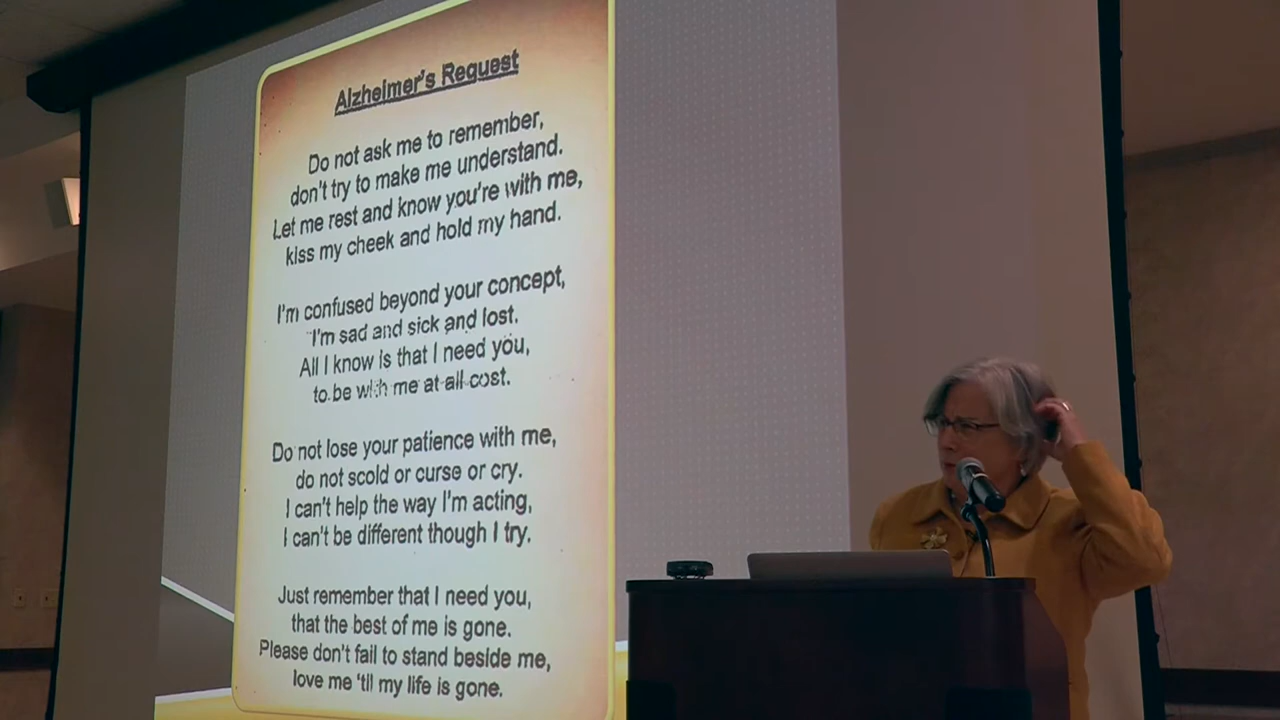 Alzheimer's Request
Do not ask me to remember,
don't try to make me understand.
Let me rest and know you're with me,
kiss my cheek and hold my hand.
I'm confused beyond your concept,
I'm sad and sick and lost.
All I know is that I need you,
to be with me at all cost.
Do not lose your patience with me,
do not scold or curse or cry.
I can't help the way I'm acting,
I can't be different though I try.
Just remember that I need you,
that the best of me is gone.
Please don't fail to stand beside me,
love me 'til my life is gone.